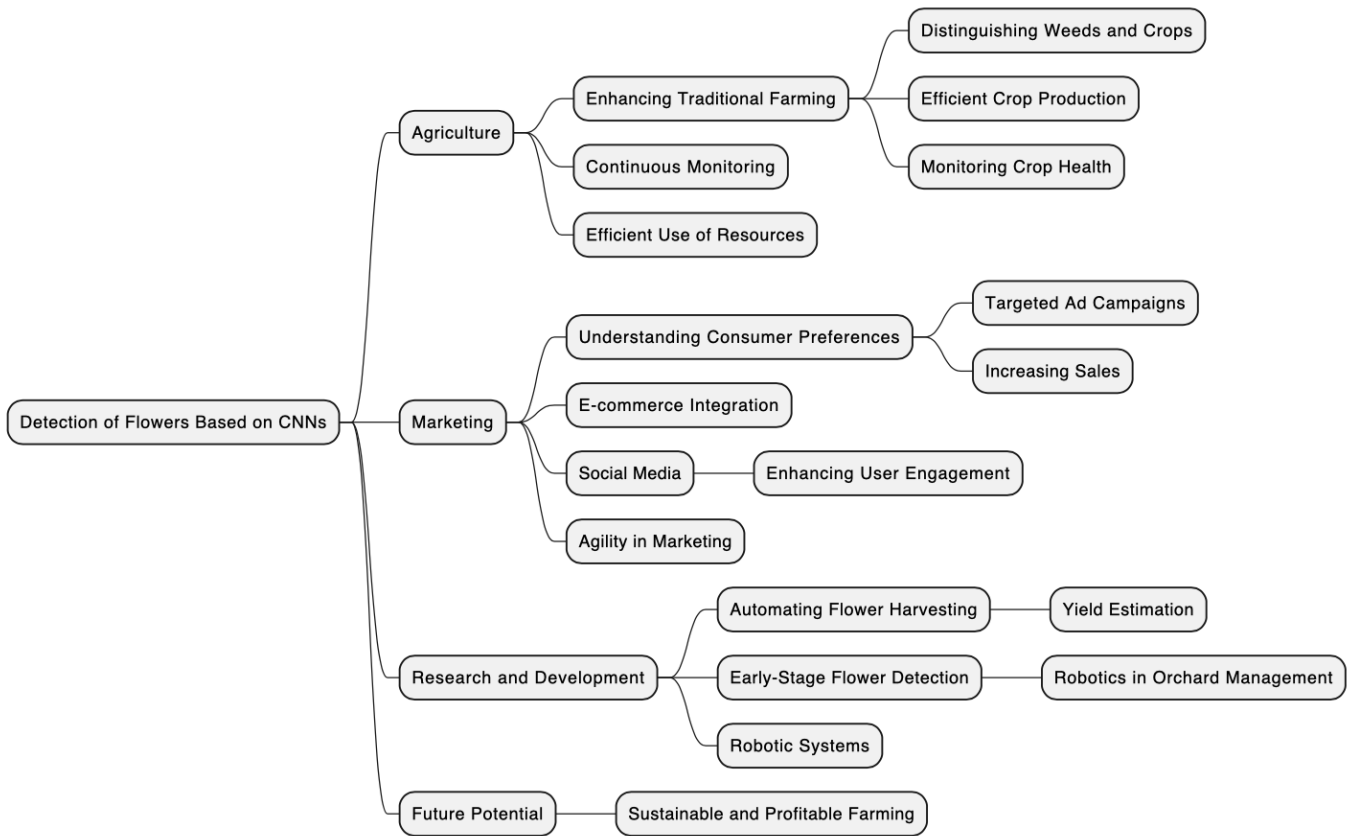 Detection of Flowers Based on CNNs
Agriculture
Enhancing Traditional Farming
Distinguishing Weeds and Crops
Efficient Crop Production
Monitoring Crop Health
Continuous Monitoring
Efficient Use of Resources
Marketing
Understanding Consumer Preferences
Targeted Ad Campaigns
Increasing Sales
E-commerce Integration
Social Media
Enhancing User Engagement
Agility in Marketing
Research and Development
Automating Flower Harvesting
Yield Estimation
Early-Stage Flower Detection
Robotics in Orchard Management
Robotic Systems
Future Potential
Sustainable and Profitable Farming